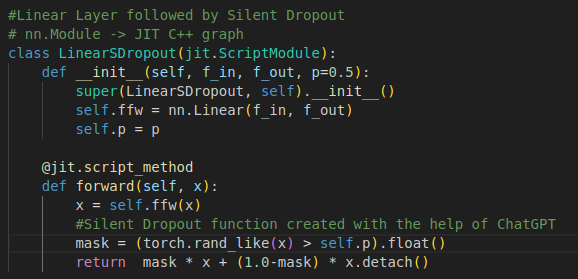 #Linear Layer followed by Silent Dropout
# nn.Module -> JIT C++ graph
class LinearSDropout(jit.ScriptModule):
    def __init__(self, f_in, f_out, p=0.5):
        super(LinearSDropout, self).__init__()
        self.ffw = nn.Linear(f_in, f_out)
        self.p = p

    @jit.script_method
    def forward(self, x):
        x = self.ffw(x)
        #Silent Dropout function created with the help of ChatGPT
        mask = (torch.rand_like(x) > self.p).float()
        return  mask * x + (1.0-mask) * x.detach()